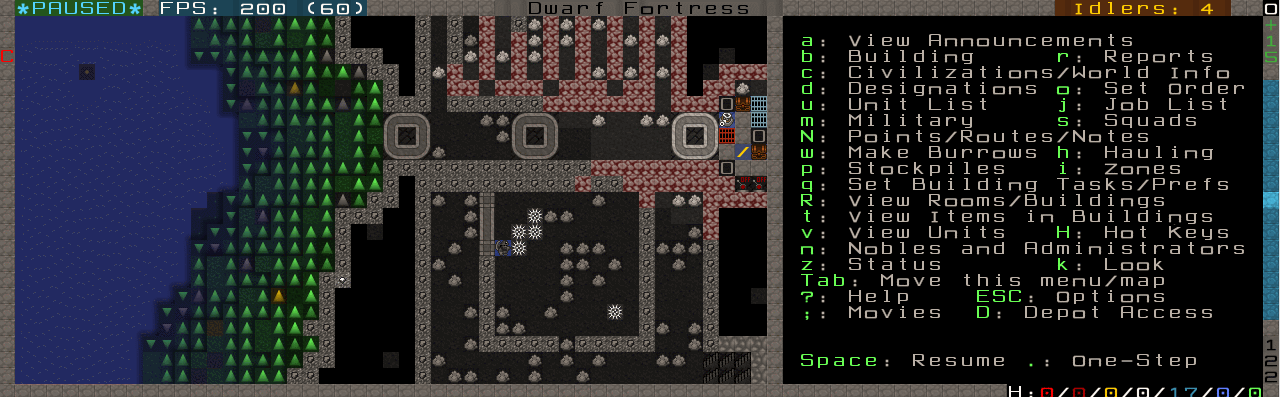 *PAUSED* FPS: 200 (60) Dwarf Fortress Idlers: 4
a: View Announcements
b: Building r: Reports
c: Civilizations/World Info
d: Designations o: Set Order
u: Unit List j: Job List
m: Military s: Squads
N: Points/Routes/Notes
w: Make Burrows h: Hauling
p: Stockpiles i: Zones
q: Set Building Tasks/Prefs
R: View Rooms/Buildings
t: View Items in Buildings
v: View Units H: Hot Keys
n: Nobles and Administrators
z: Status k: Look
Tab: Move this menu/map
?: Help ESC: Options
;: Movies D: Depot Access
Space: Resume .: One-Step
H:0/0/0/0/17/0/0
+15
122